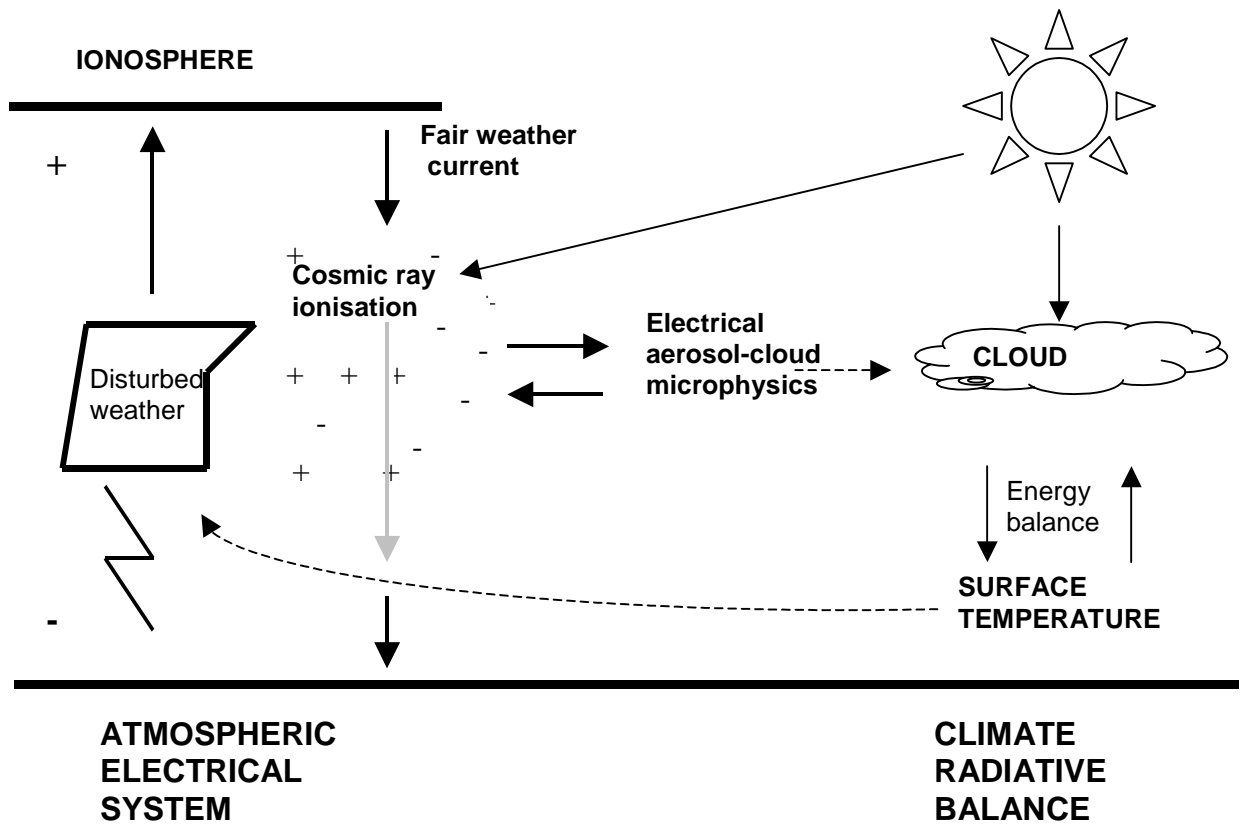 IONOSPHERE
+
Fair weather
current
+ -
Cosmic ray
ionisation
-
-
-
+ + +
-
-
-
+ +
Electrical
aerosol-cloud
microphysics
CLOUD
Disturbed
weather
Energy
balance
SURFACE
TEMPERATURE
-
ATMOSPHERIC
ELECTRICAL
SYSTEM
CLIMATE
RADIATIVE
BALANCE